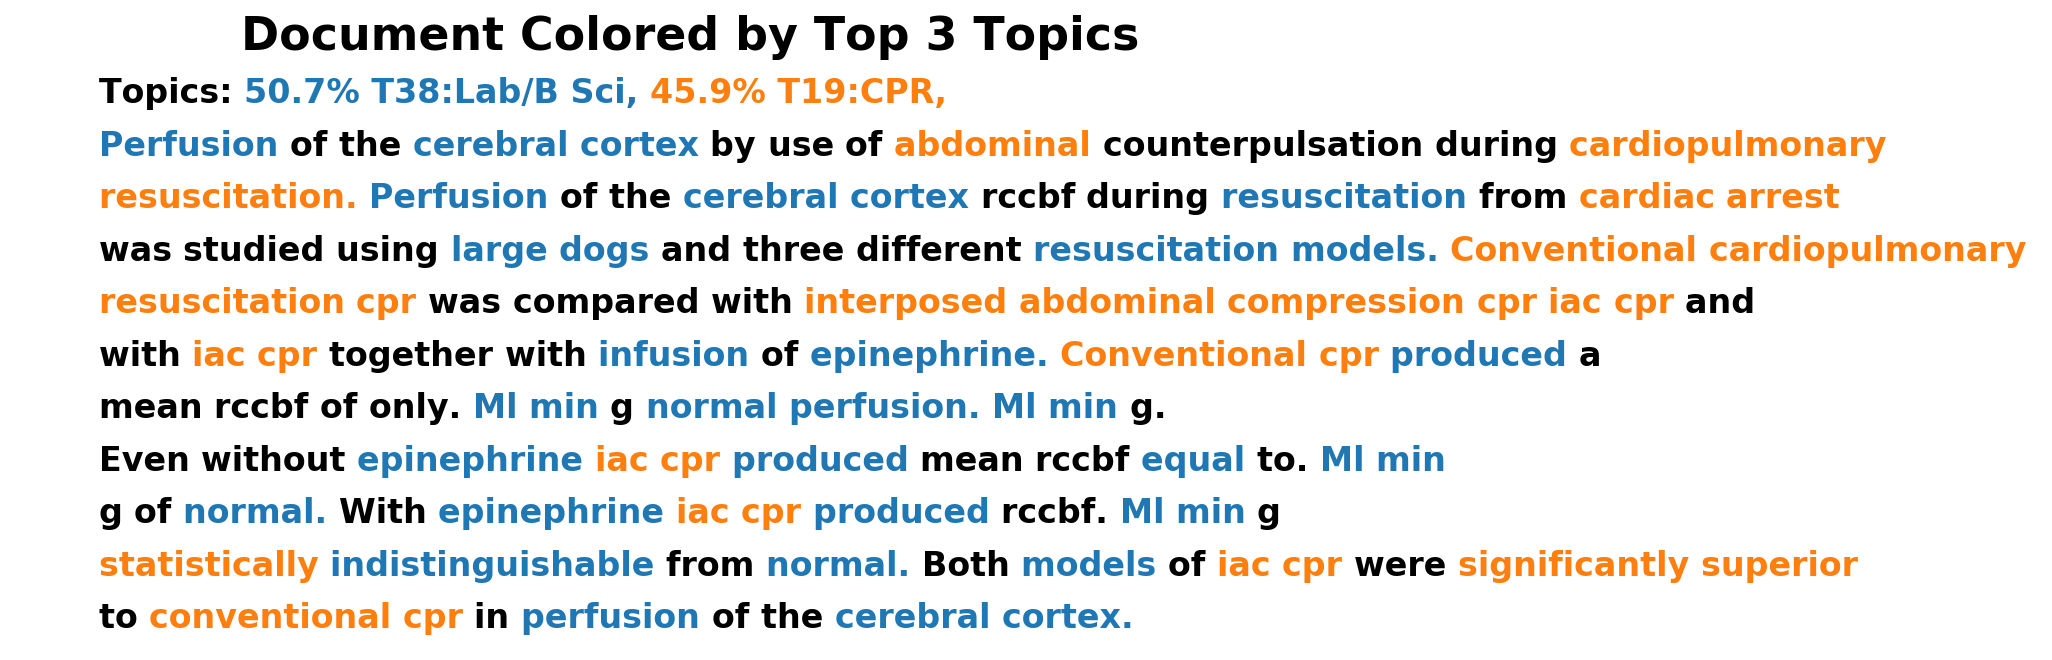 Document Colored by Top 3 Topics
Topics: 50.7% T38:Lab/B Sci, 45.9% T19:CPR,
Perfusion of the cerebral cortex by use of abdominal counterpulsation during cardiopulmonary
resuscitation. Perfusion of the cerebral cortex rccbf during resuscitation from cardiac arrest
was studied using large dogs and three different resuscitation models. Conventional cardiopulmonary
resuscitation cpr was compared with interposed abdominal compression cpr iac cpr and
with iac cpr together with infusion of epinephrine. Conventional cpr produced a
mean rccbf of only. Ml min g normal perfusion. Ml min g.
Even without epinephrine iac cpr produced mean rccbf equal to. Ml min
g of normal. With epinephrine iac cpr produced rccbf. Ml min g
statistically indistinguishable from normal. Both models of iac cpr were significantly superior
to conventional cpr in perfusion of the cerebral cortex.